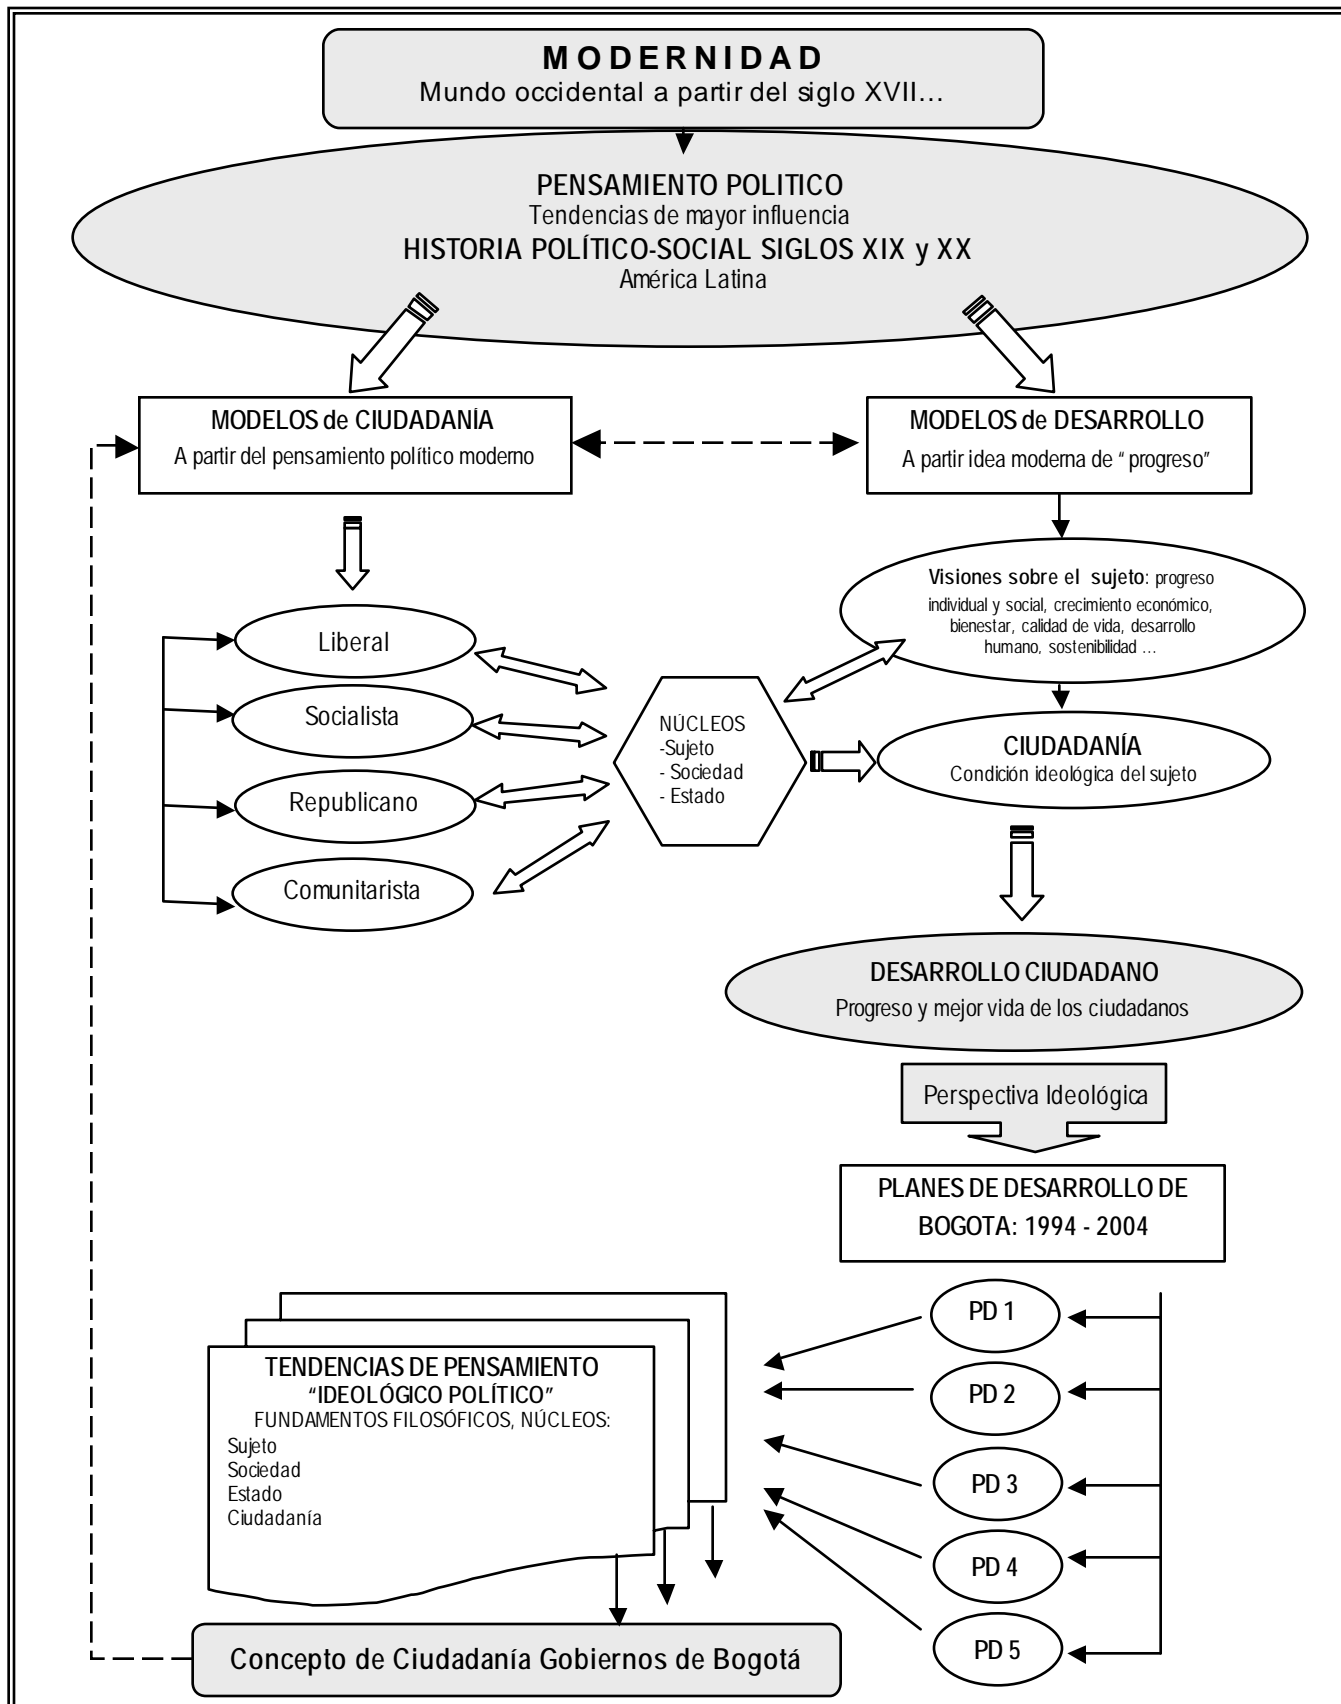 MODERNIDAD
Mundo occidental a partir del siglo XVII…
PENSAMIENTO POLITICO
Tendencias de mayor influencia
HISTORIA POLÍTICO-SOCIAL SIGLOS XIX y XX
América Latina
MODELOS de CIUDADANÍA
A partir del pensamiento político moderno
MODELOS de DESARROLLO
A partir idea moderna de “progreso”
Visiones sobre el sujeto: progreso
individual y social, crecimiento económico,
bienestar, calidad de vida, desarrollo
humano, sostenibilidad …
Liberal
Socialista
Republicano
Comunitarista
NÚCLEOS
-Sujeto
- Sociedad
- Estado
CIUDADANÍA
Condición ideológica del sujeto
DESARROLLO CIUDADANO
Progreso y mejor vida de los ciudadanos
Perspectiva Ideológica
PLANES DE DESARROLLO DE
BOGOTA: 1994 - 2004
PD 1
PD 2
PD 3
PD 4
PD 5
TENDENCIAS DE PENSAMIENTO
“IDEOLÓGICO POLÍTICO”
FUNDAMENTOS FILOSÓFICOS, NÚCLEOS:
Sujeto
Sociedad
Estado
Ciudadanía
Concepto de Ciudadanía Gobiernos de Bogotá